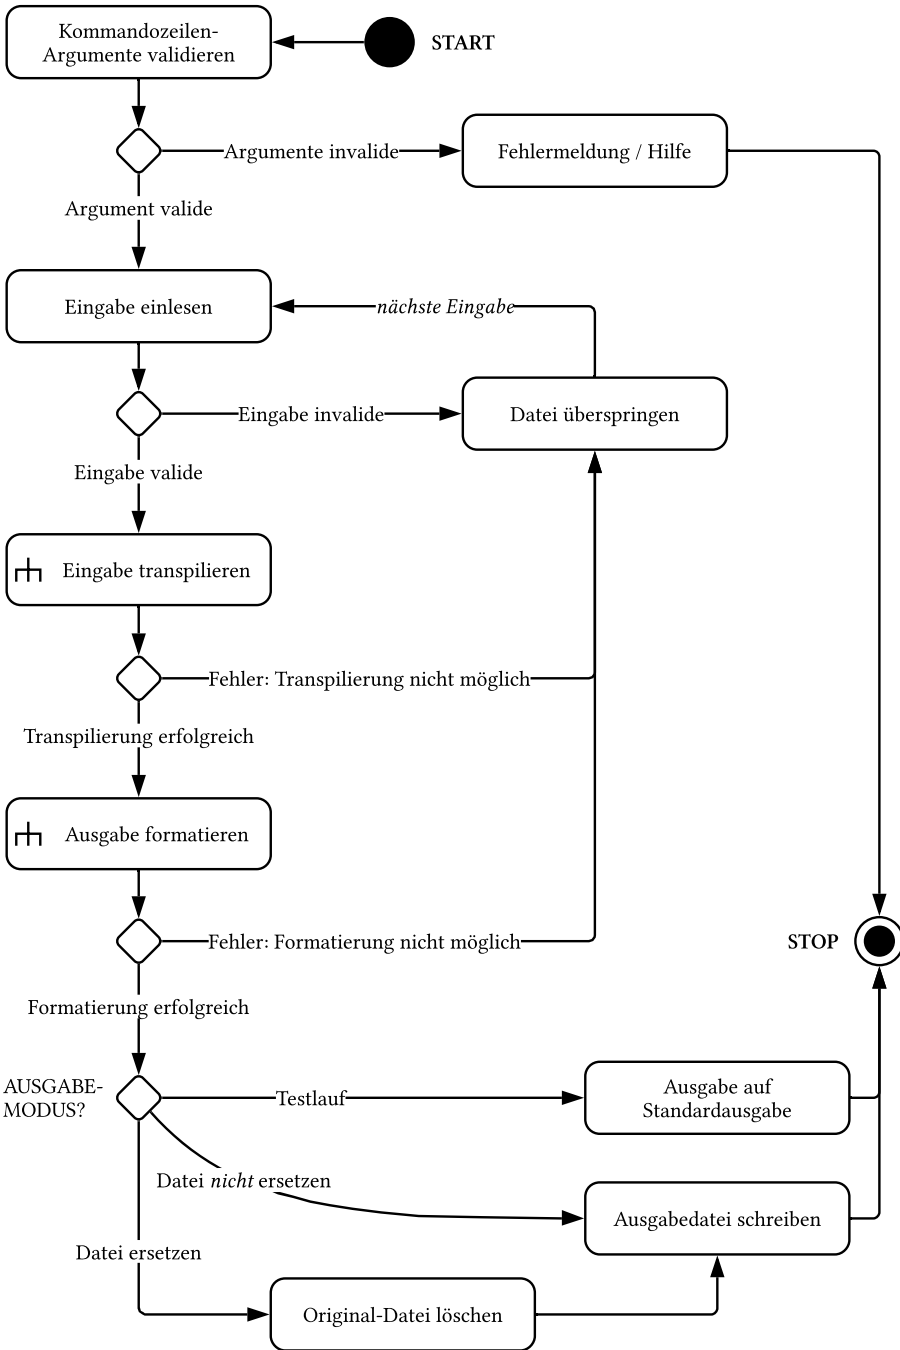 Kommandozeilen-
Argumente validieren
START
Argumente invalide
Fehlermeldung / Hilfe
Argument valide
Eingabe einlesen
nächste Eingabe
Eingabe invalide
Datei überspringen
Eingabe valide
Eingabe transpilieren
Fehler: Transpilierung nicht möglich
Transpilierung erfolgreich
Ausgabe formatieren
Fehler: Formatierung nicht möglich
STOP
Formatierung erfolgreich
AUSGABE-
MODUS?
Testlauf
Ausgabe auf
Standardausgabe
Datei nicht ersetzen
Ausgabedatei schreiben
Datei ersetzen
Original-Datei löschen